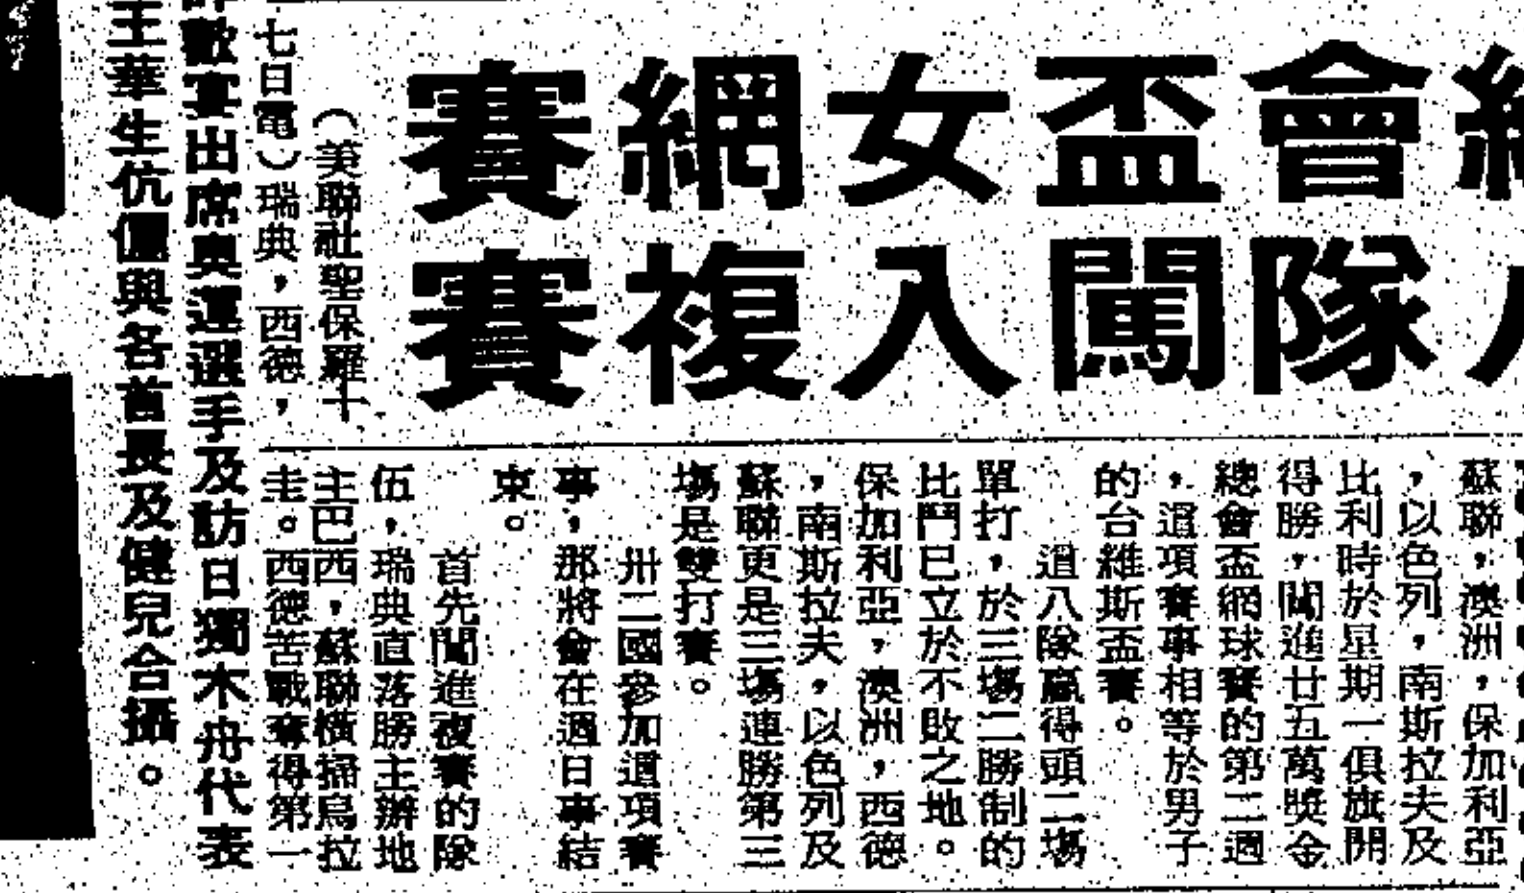 會盃女網賽
隊闖入複賽
（美聯社聖保羅十
七日電）瑞典，西德，
蘇聯，澳洲，保加利亞
，以色列，南斯拉夫及
比利時於星期一俱旗開
得勝，闖進廿五萬獎金
總會盃網球賽的第二週
，這項賽事相等於男子
的台維斯盃賽。
這八隊贏得頭二塲
單打，於三塲二勝制的
比鬥已立於不敗之地。
保加利亞，澳洲，西德
，南斯拉夫，以色列及
蘇聯更是三塲連勝第三
塲是雙打賽。
卅二國參加這項賽
事，那將會在週日事結
束。
首先闖進複賽的隊
伍，瑞典直落勝主辦地
主巴西，蘇聯橫掃烏拉
圭。西德苦戰奪得第一
歡宴出席奧運選手及訪日獨木舟代表
王華生伉儷與各首長及健兒合攝。